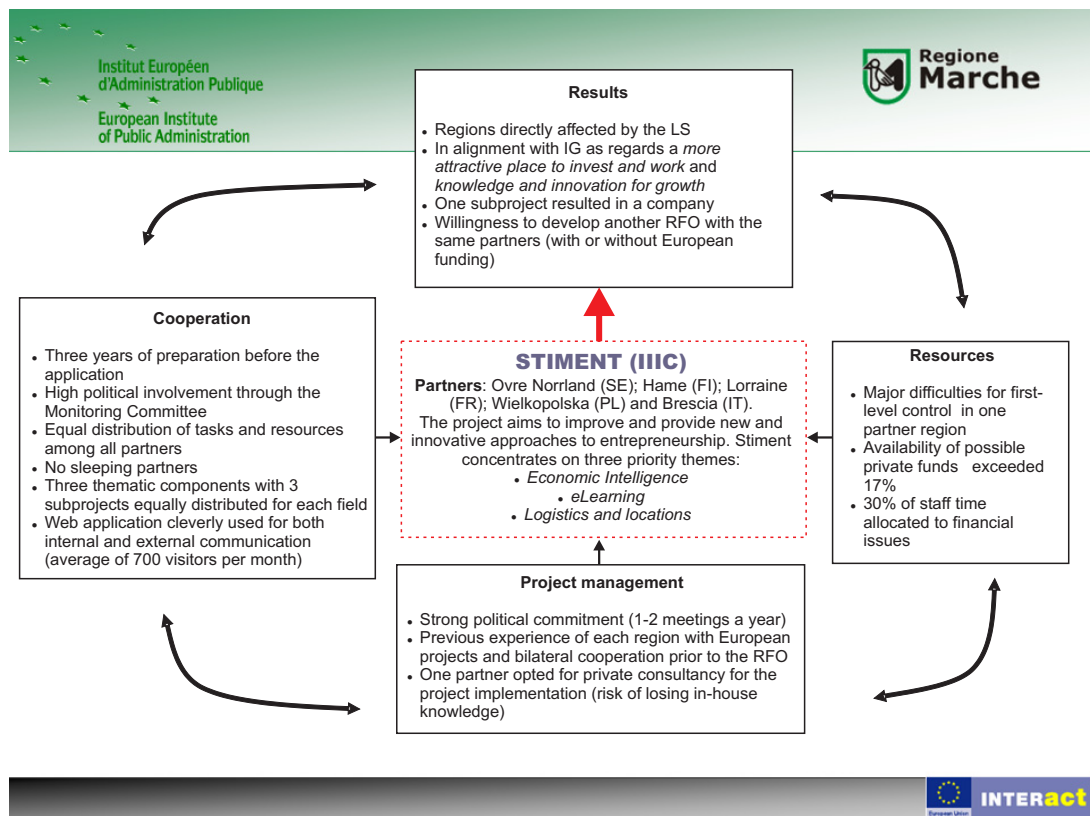 Institut Européen
d'Administration Publique
European Institute
of Public Administration
Regione
Marche
Results
• Regions directly affected by the LS
• In alignment with IG as regards a more
attractive place to invest and work and
knowledge and innovation for growth
• One subproject resulted in a company
• Willingness to develop another RFO with the
same partners (with or without European
funding)
Cooperation
• Three years of preparation before the
application
• High political involvement through the
Monitoring Committee
• Equal distribution of tasks and resources
among all partners
• No sleeping partners
• Three thematic components with 3
subprojects equally distributed for each field
• Web application cleverly used for both
internal and external communication
(average of 700 visitors per month)
STIMENT (IIIC)
Partners: Ovre Norrland (SE); Hame (FI); Lorraine
(FR); Wielkopolska (PL) and Brescia (IT).
The project aims to improve and provide new and
innovative approaches to entrepreneurship. Stiment
concentrates on three priority themes:
• Economic Intelligence
• eLearning
• Logistics and locations
Resources
• Major difficulties for first-
level control in one
partner region
• Availability of possible
private funds exceeded
17%
• 30% of staff time
allocated to financial
issues
Project management
• Strong political commitment (1-2 meetings a year)
• Previous experience of each region with European
projects and bilateral cooperation prior to the RFO
• One partner opted for private consultancy for the
project implementation (risk of losing in-house
knowledge)
European Union
INTERact